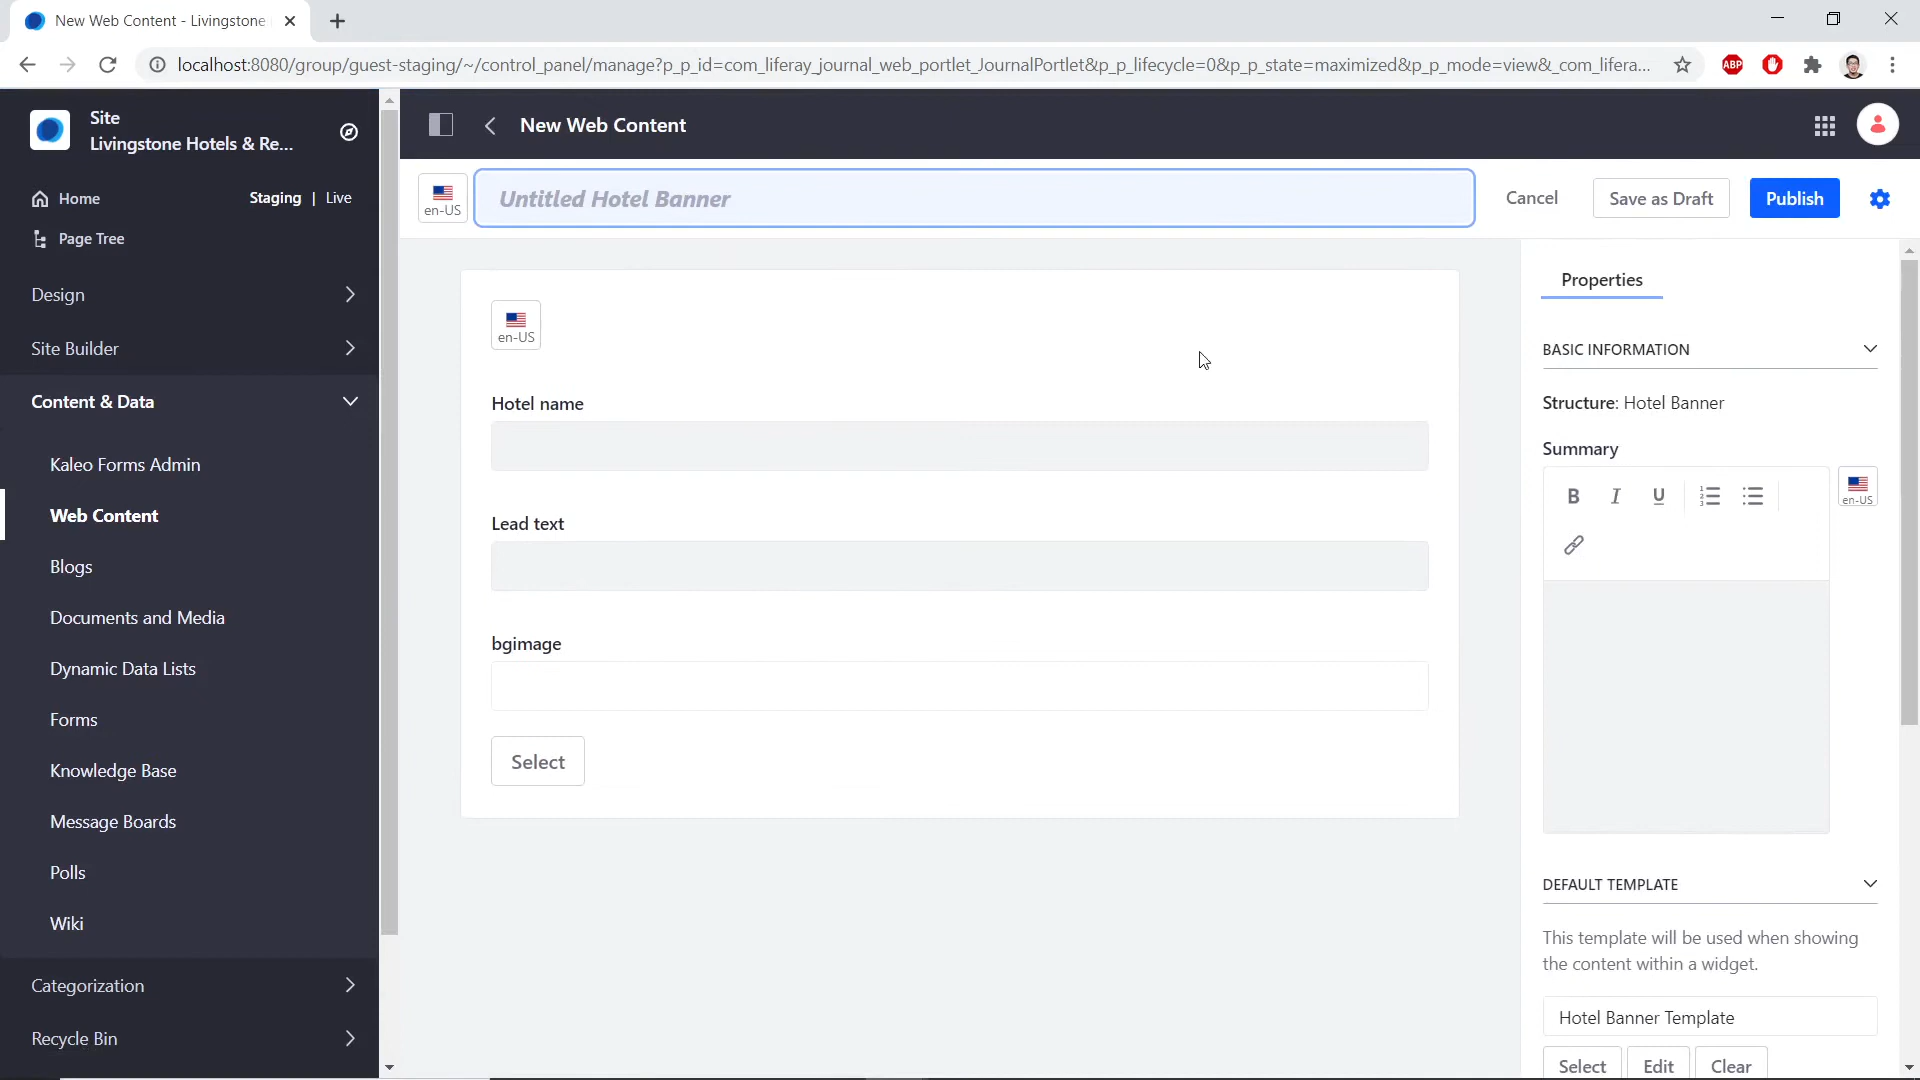 New Web Content - Livingstone
localhost:8080/group/guest-staging/~/control_panel/manage?p_p_id=com_liferay_journal_web_portlet_JournalPortlet&p_p_lifecycle=0&p_p_state=maximized&p_p_mode=view&_com_lifera...
ABP
Site
Livingstone Hotels & Re...
Home
Staging | Live
Page Tree
Design
Site Builder
Content & Data
Kaleo Forms Admin
Web Content
Blogs
Documents and Media
Dynamic Data Lists
Forms
Knowledge Base
Message Boards
Polls
Wiki
Categorization
Recycle Bin
New Web Content
en-US
Untitled Hotel Banner
Cancel
Save as Draft
Publish
en-US
Hotel name
Lead text
bgimage
Select
Properties
BASIC INFORMATION
Structure: Hotel Banner
Summary
B I U
en-US
DEFAULT TEMPLATE
This template will be used when showing
the content within a widget.
Hotel Banner Template
Select Edit Clear